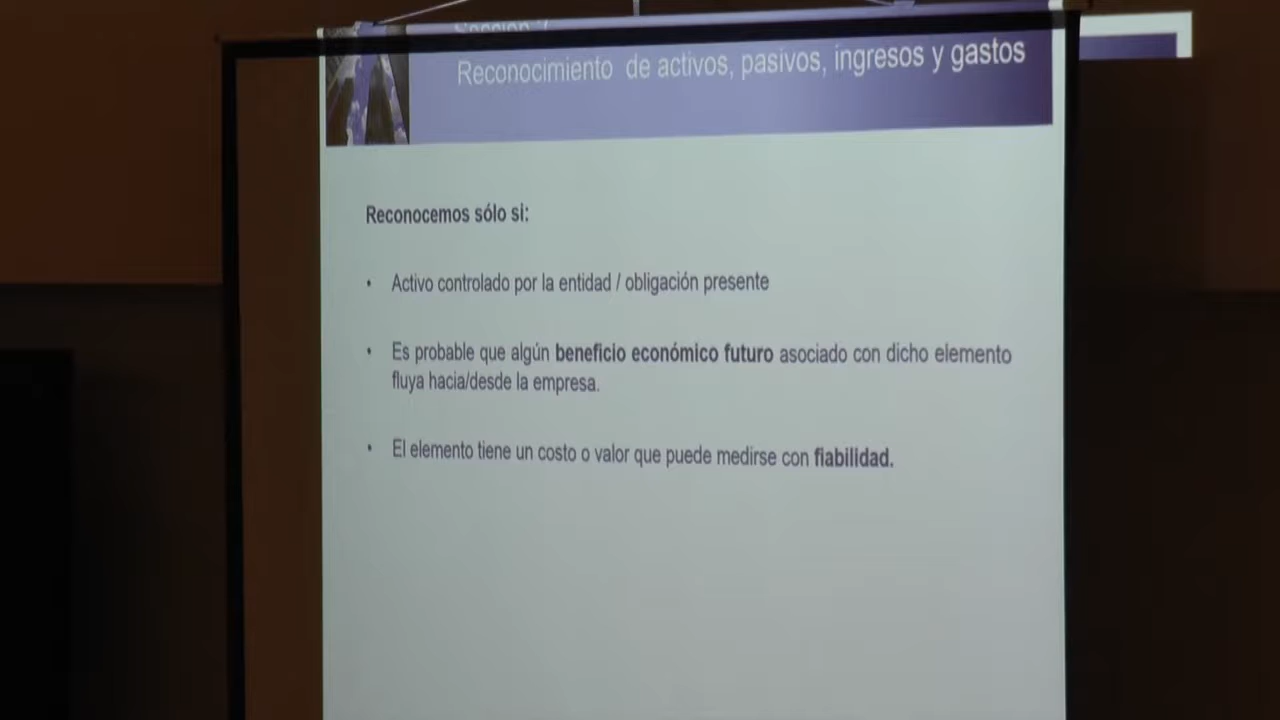 Reconocimiento de activos, pasivos, ingresos y gastos
Reconocemos sólo si:
• Activo controlado por la entidad / obligación presente
• Es probable que algún beneficio económico futuro asociado con dicho elemento
fluya hacia/desde la empresa.
• El elemento tiene un costo o valor que puede medirse con fiabilidad.